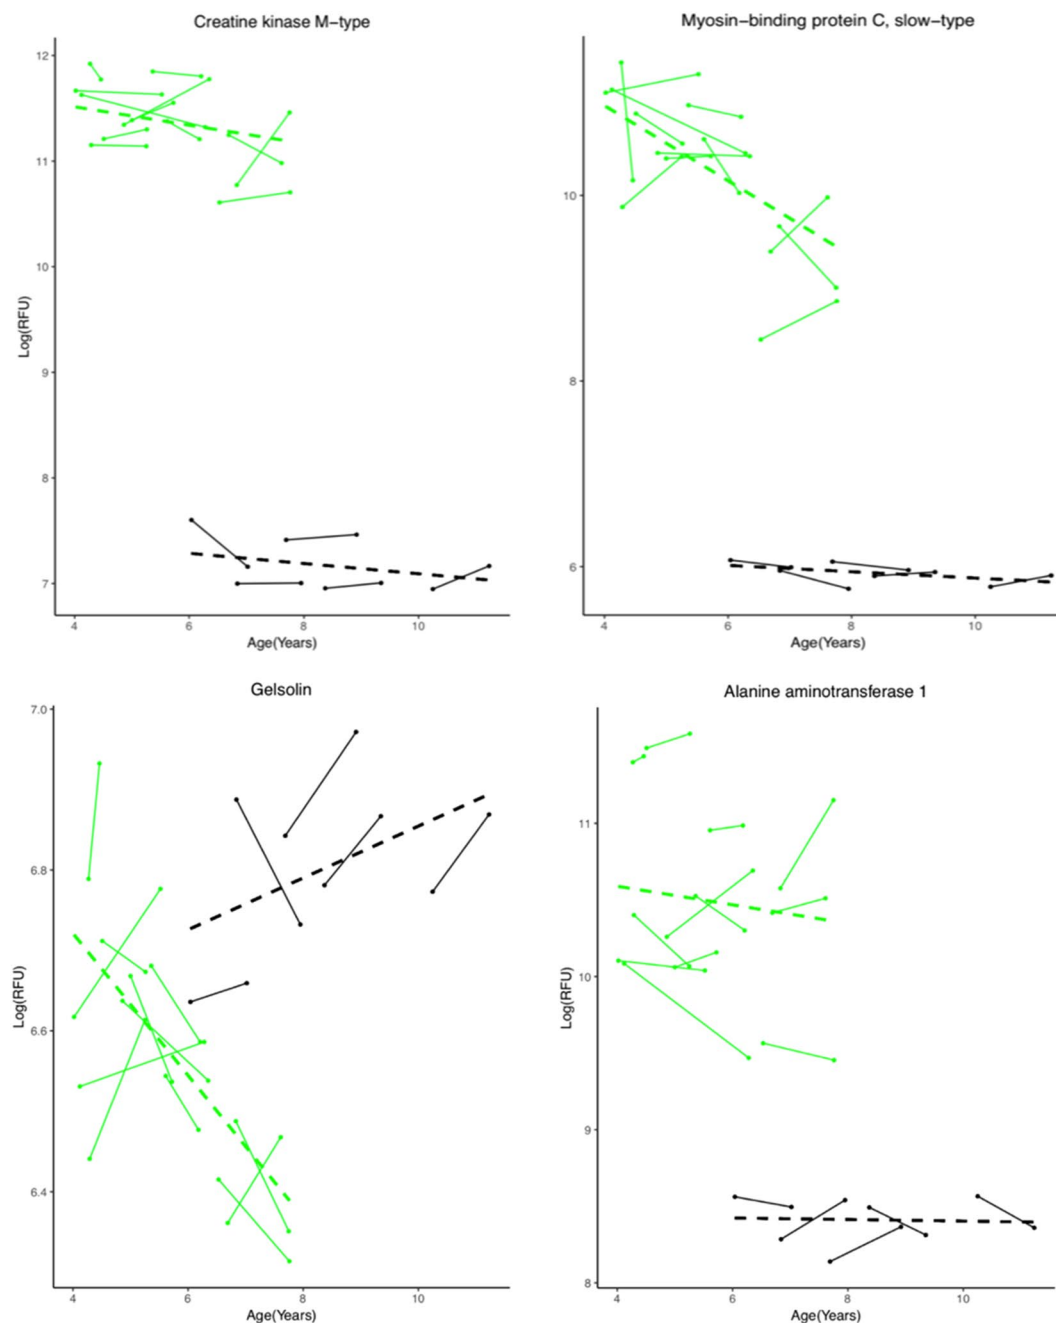 Creatine kinase M−type
Myosin−binding protein C, slow−type
12
11
10
9
8
7
Log(RFU)
4 6 8 10
Age(Years)
10
8
6
4 6 8 10
Age(Years)
Gelsolin
Alanine aminotransferase 1
7.0
6.8
6.6
6.4
Log(RFU)
4 6 8 10
Age(Years)
11
10
9
8
Log(RFU)
4 6 8 10
Age(Years)